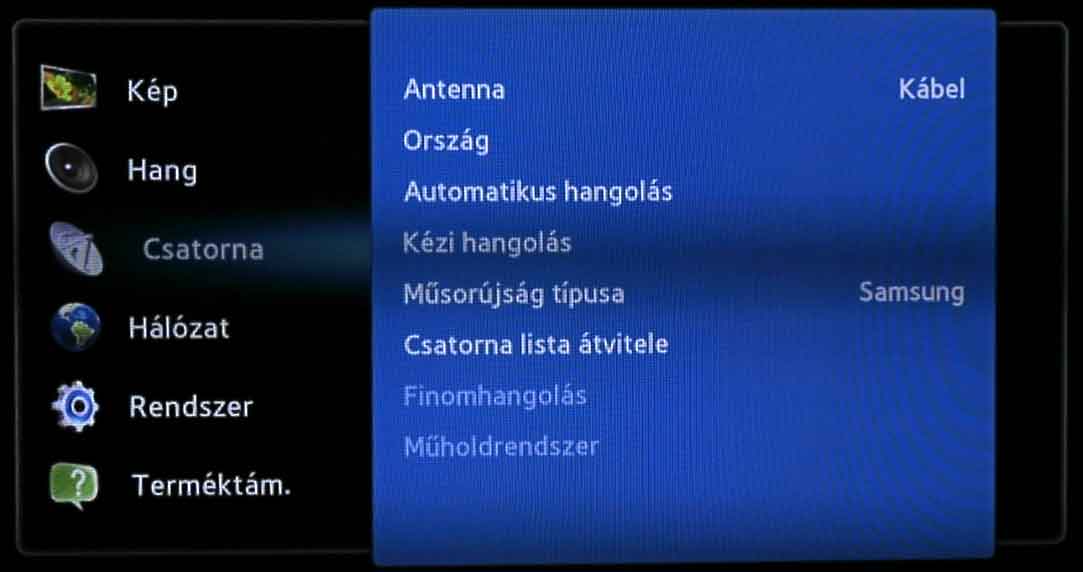 Kép
Hang
Csatorna
Hálózat
Rendszer
Terméktám.
Antenna Kábel
Ország
Automatikus hangolás
Kézi hangolás
Műsorújság típusa Samsung
Csatorna lista átvitele
Finomhangolás
Műholdrendszer